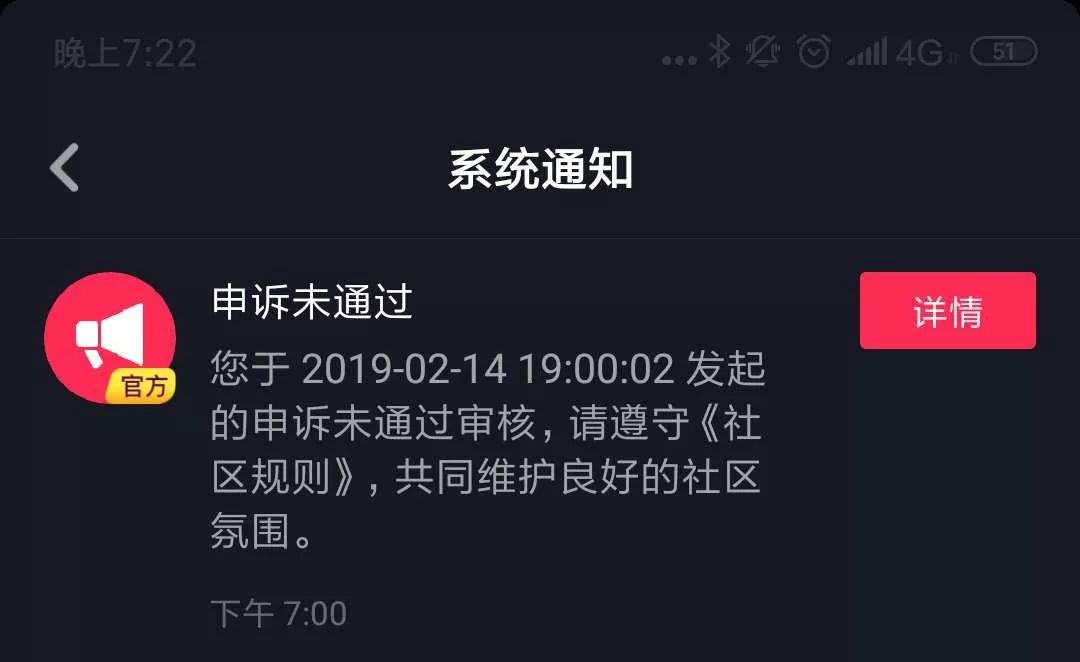 晚上7:22
4G
51
系统通知
申诉未通过
详情
您于 2019-02-14 19:00:02 发起
的申诉未通过审核，请遵守《社
区规则》，共同维护良好的社区
氛围。
官方
下午 7:00